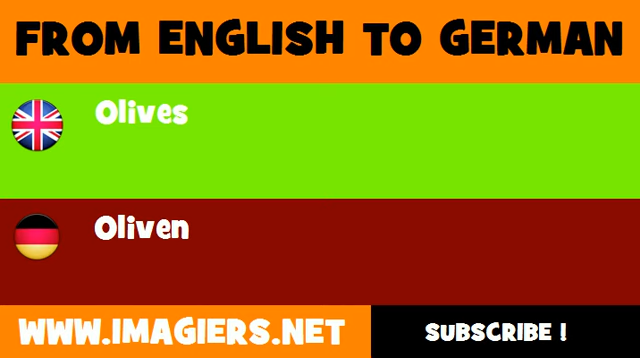 FROM ENGLISH TO GERMAN
Olives
Oliven
WWW.IMAGIERS.NET
SUBSCRIBE !